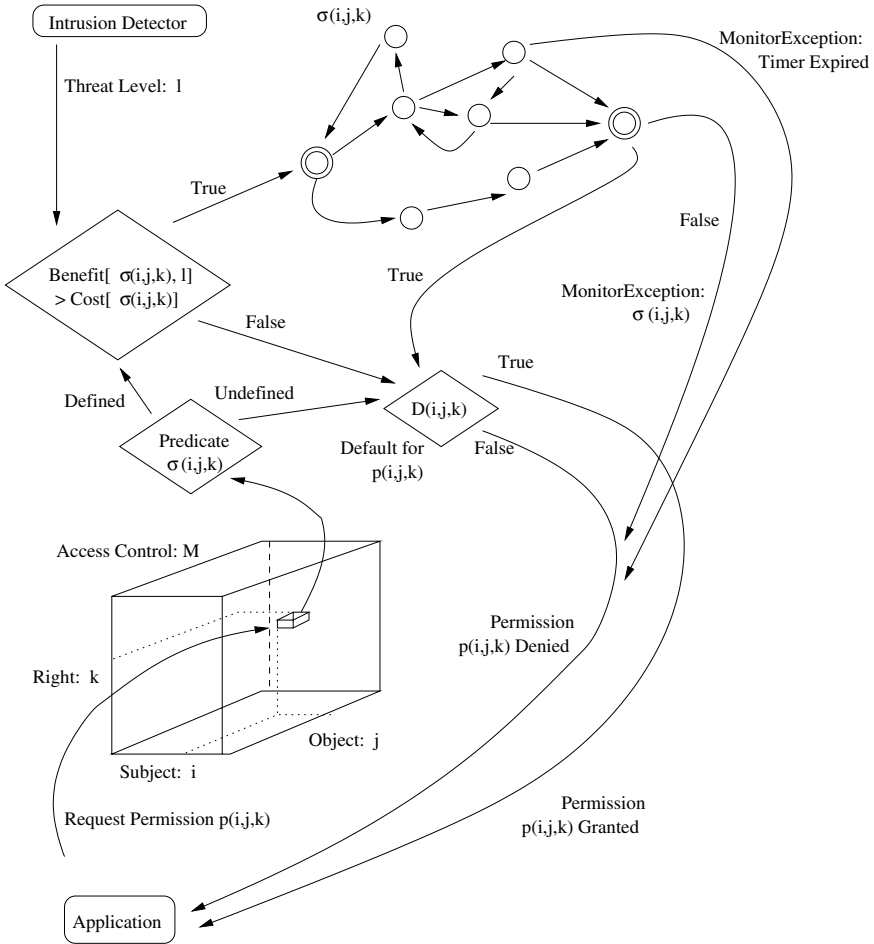 Intrusion Detector
σ(i,j,k)
MonitorException:
Timer Expired
Threat Level: l
True
False
Benefit[ σ(i,j,k), l]
> Cost[ σ(i,j,k)]
True
MonitorException:
σ (i,j,k)
False
True
Defined
Undefined
D(i,j,k)
Predicate
σ (i,j,k)
Default for
p(i,j,k)
False
Access Control: M
Permission
p(i,j,k) Denied
Right: k
Object: j
Subject: i
Request Permission p(i,j,k)
Permission
p(i,j,k) Granted
Application